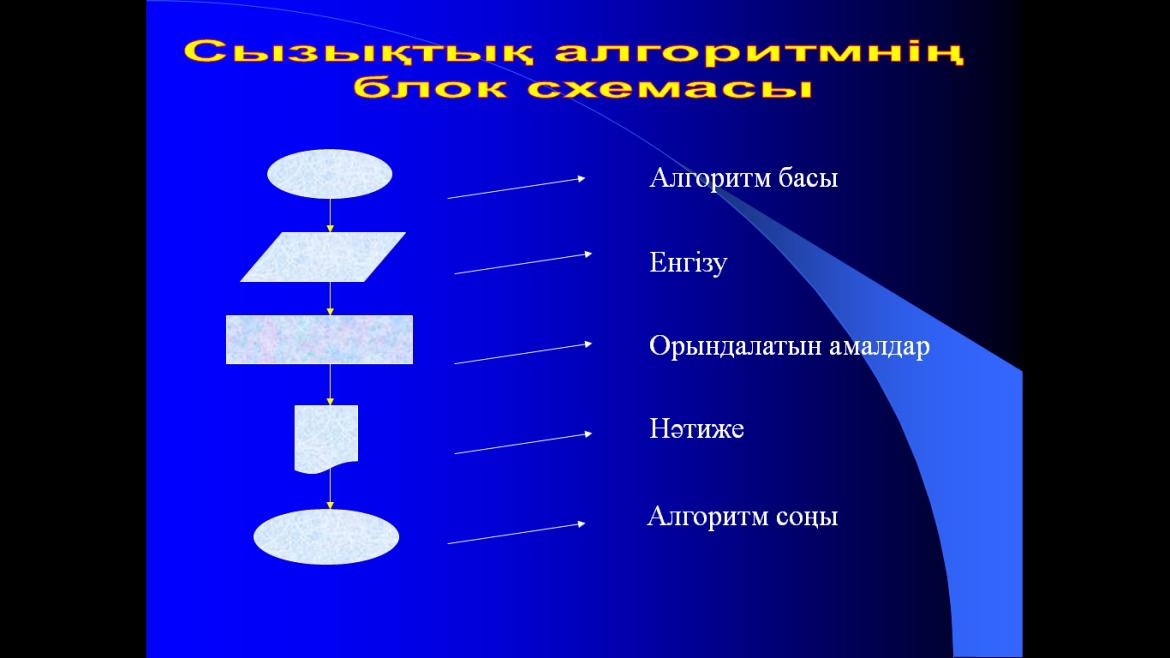 Сызықтық алгоритмнің
блок схемасы
Алгоритм басы
Енгізу
Орындалатын амалдар
Нәтиже
Алгоритм соңы